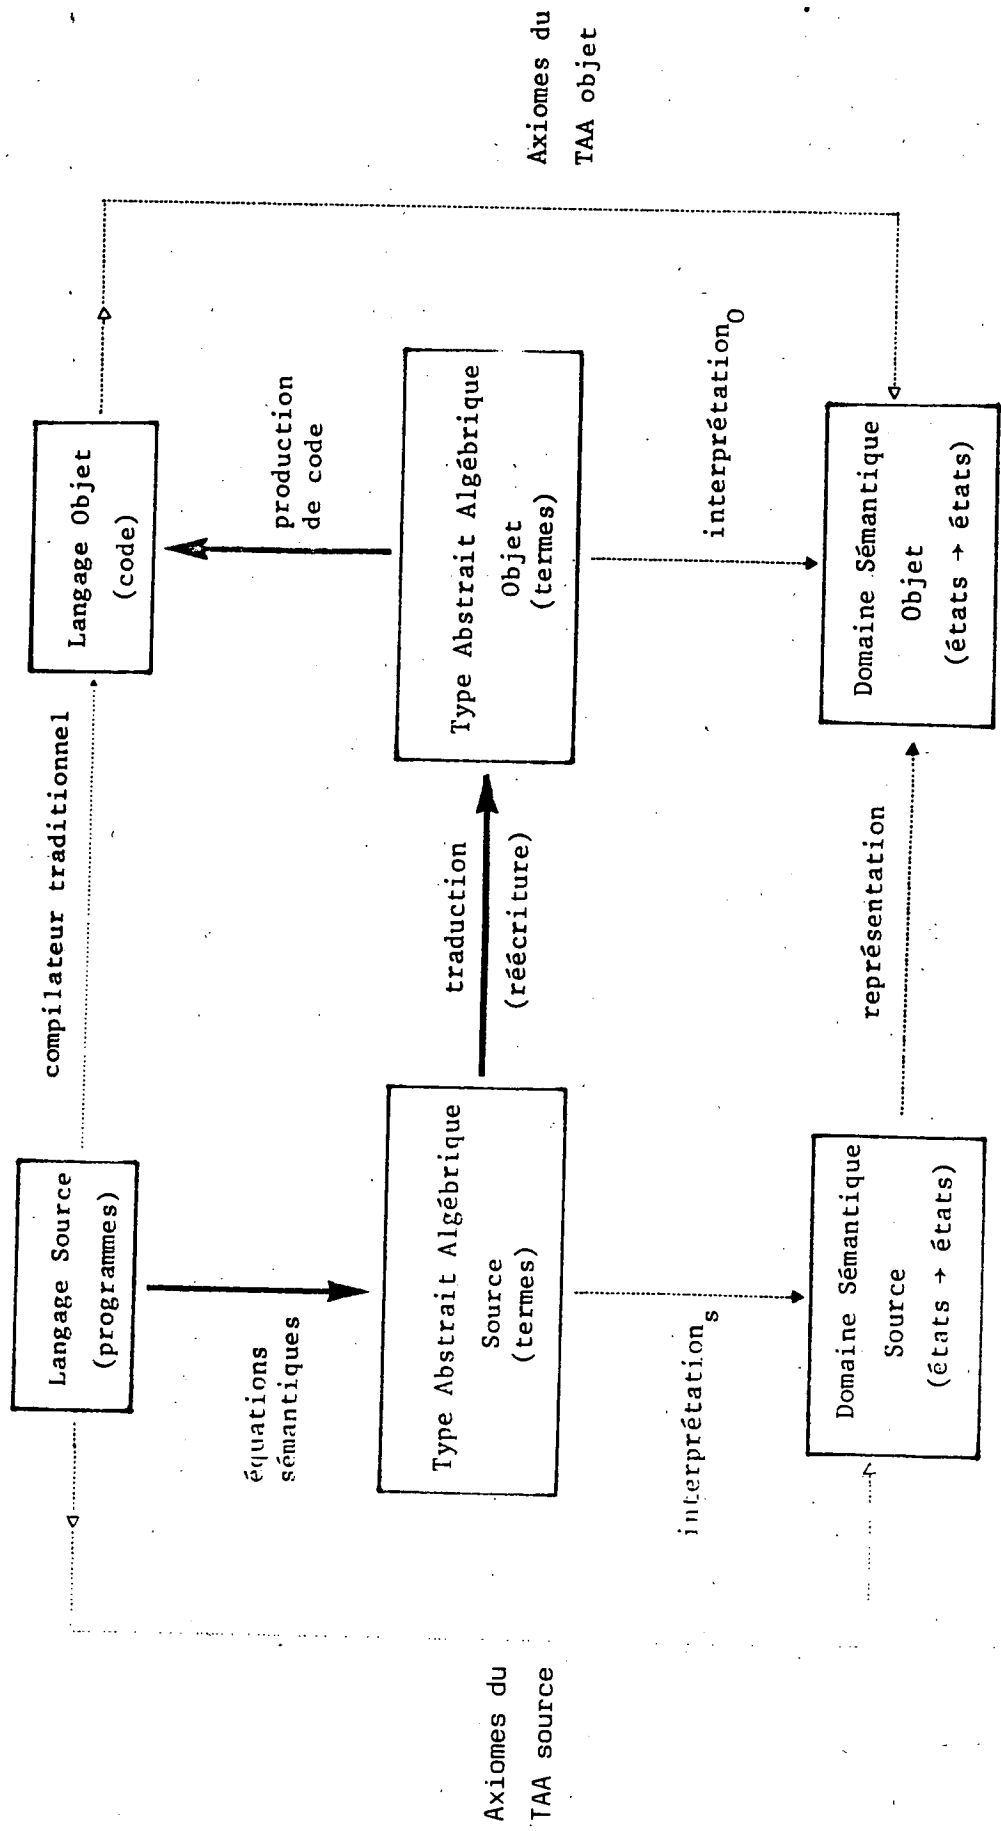 compilateur traditionnel
Langage Source
(programmes)
Langage Objet
(code)
équations
sémantiques
production
de code
Axiomes du
TAA source
Type Abstrait Algébrique
Source
(termes)
traduction
(réécriture)
Type Abstrait Algébrique
Objet
(termes)
Axiomes du
TAA objet
interprétation_s
interprétation_O
Domaine Sémantique
Source
(états → états)
représentation
Domaine Sémantique
Objet
(états → états)